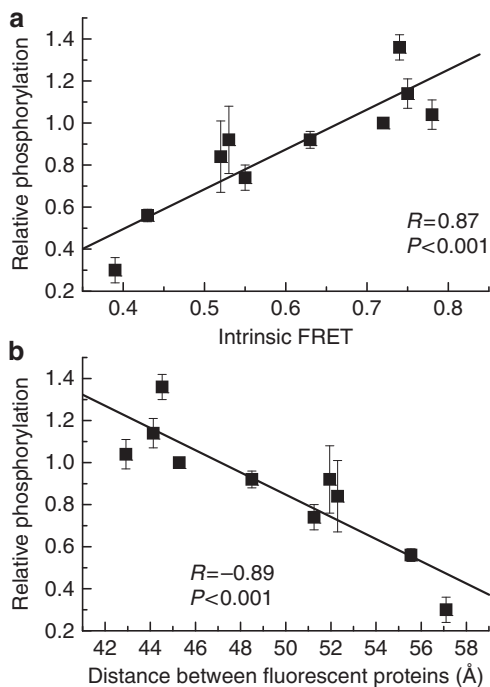 a
Relative phosphorylation
1.4
1.2
1.0
0.8
0.6
0.4
0.2
R=0.87
P<0.001
0.4 0.5 0.6 0.7 0.8
Intrinsic FRET
b
Relative phosphorylation
1.4
1.2
1.0
0.8
0.6
0.4
0.2
R=–0.89
P<0.001
42 44 46 48 50 52 54 56 58
Distance between fluorescent proteins (Å)